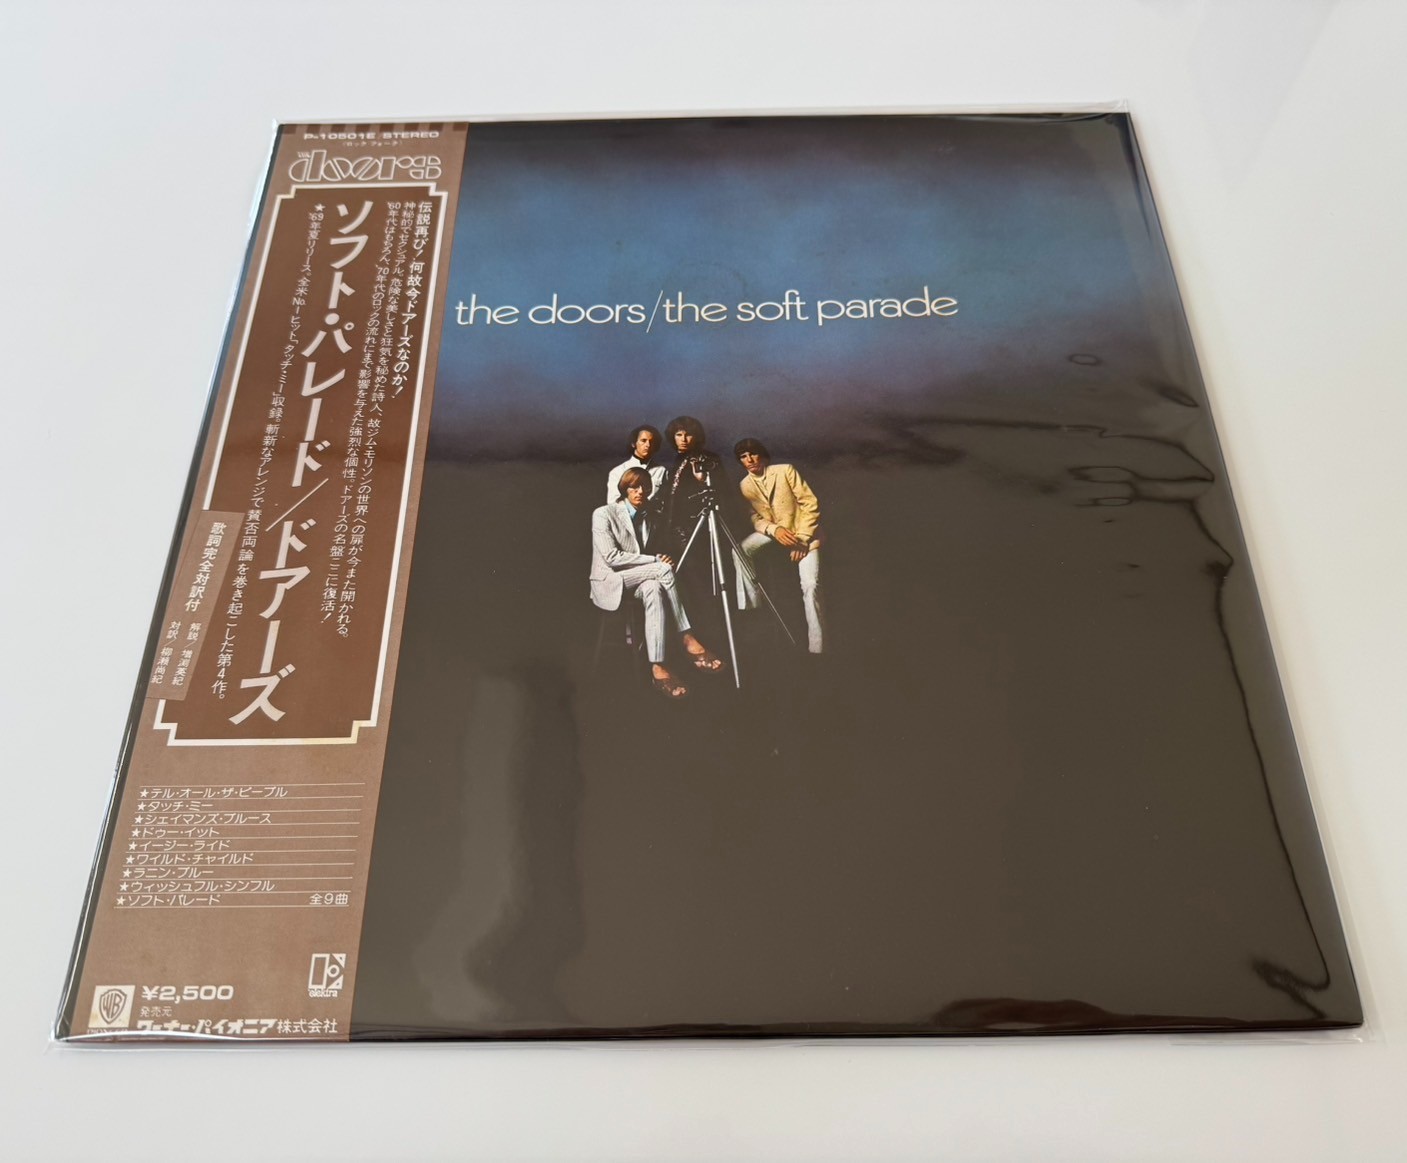 P-10501E / STEREO
(ロック フォーク)
the doors
伝説再び！何故今ドアーズなのか！
神秘的でセクシュアル、危険な美しさと狂気を秘めた詩人、故ジム・モリソンの世界への扉が今また開かれる。
'60年代はもちろん、'70年代のロックの流れにまで影響を与えた強烈な個性。ドアーズの名盤ここに復活！
ソフト・パレード/ドアーズ
★'69年夏リリース。全米No.1ヒット「タッチ・ミー」収録。斬新なアレンジで賛否両論を巻き起こした第4作。
歌詞完全対訳付
解説/増渕英紀
対訳/柳瀬尚紀
★テル・オール・ザ・ピープル
★タッチ・ミー
★シェイマンズ・ブルース
★ドゥー・イット
★イージー・ライド
★ワイルド・チャイルド
★ラニン・ブルー
★ウィッシュフル・シンフル
★ソフト・パレード 全9曲
elektra
WB
¥2,500
発売元
ワーナー・パイオニア株式会社
the doors/the soft parade